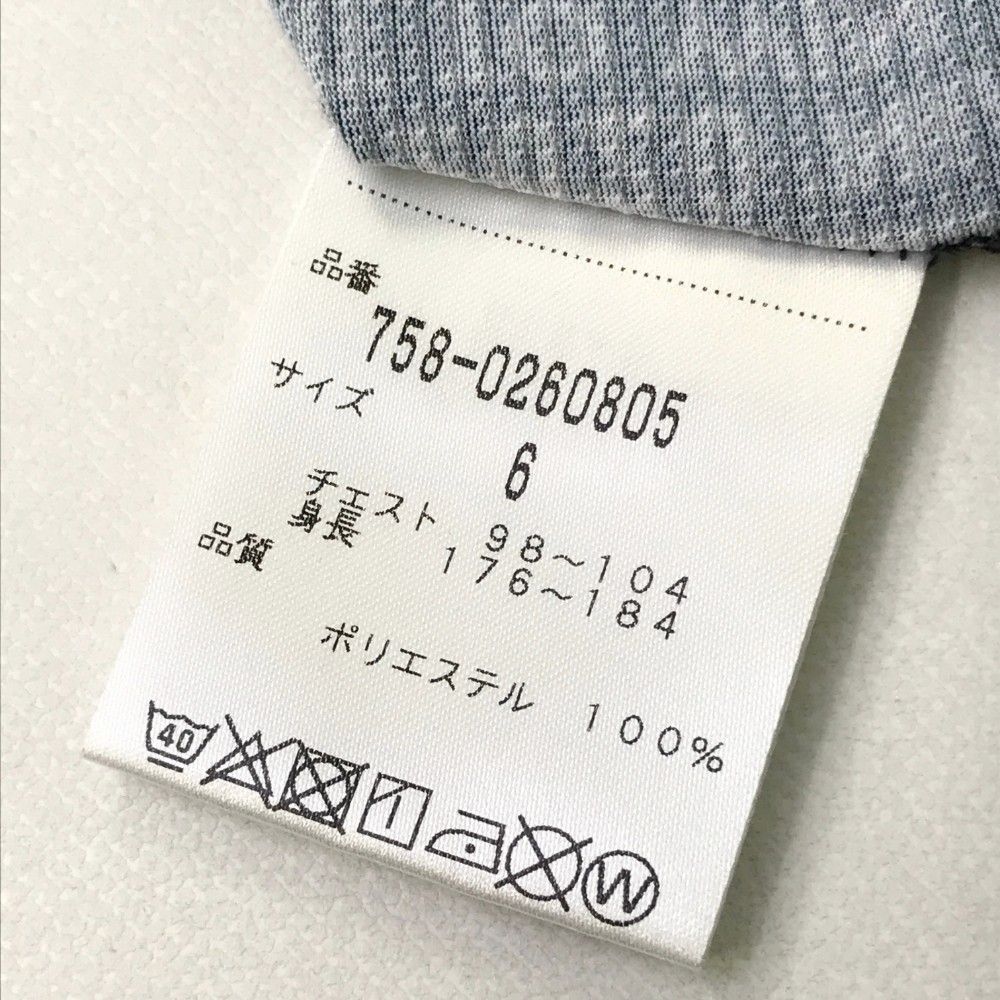 品番
758-0260805
サイズ
6
チェスト 98~104
身長 176~184
品質
ポリエステル 100%
40
W